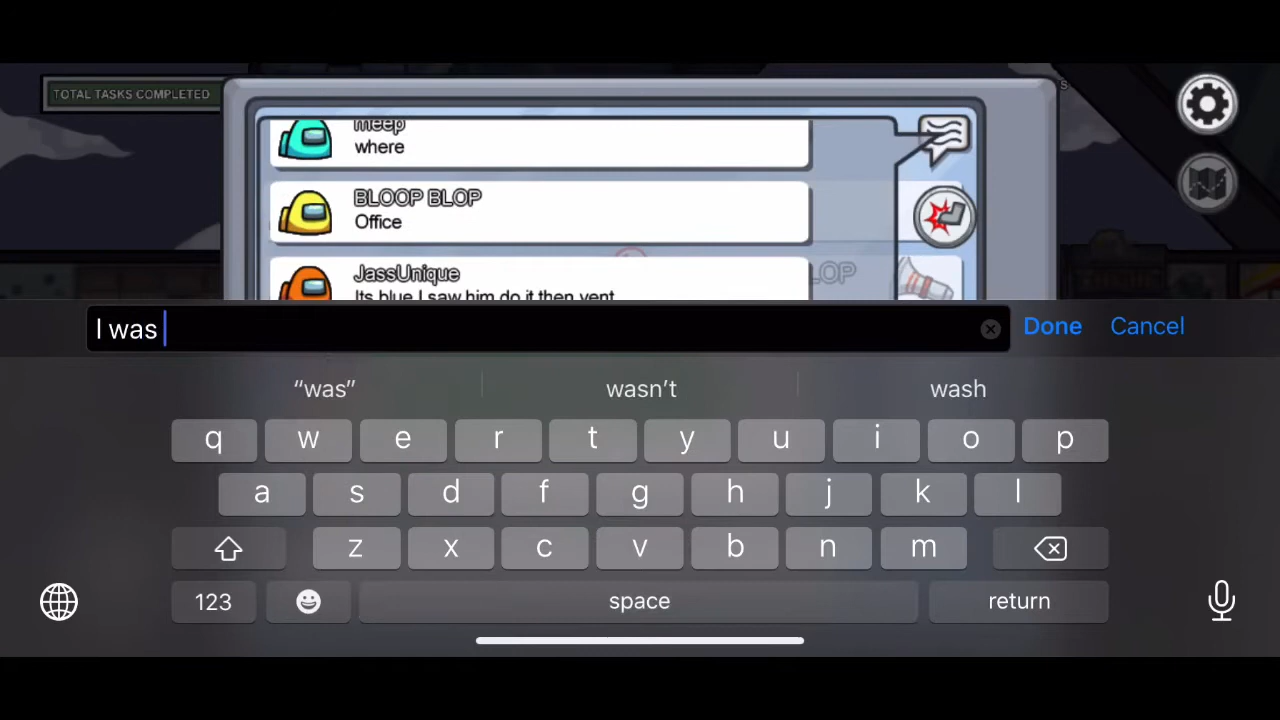 TOTAL TASKS COMPLETED
meep
where
BLOOP BLOP
Office
JassUnique
LOP
Its blue I saw him do it then vent
I was
Done
Cancel
“was”
wasn’t
wash
q w e r t y u i o p
a s d f g h j k l
z x c v b n m
123
space
return